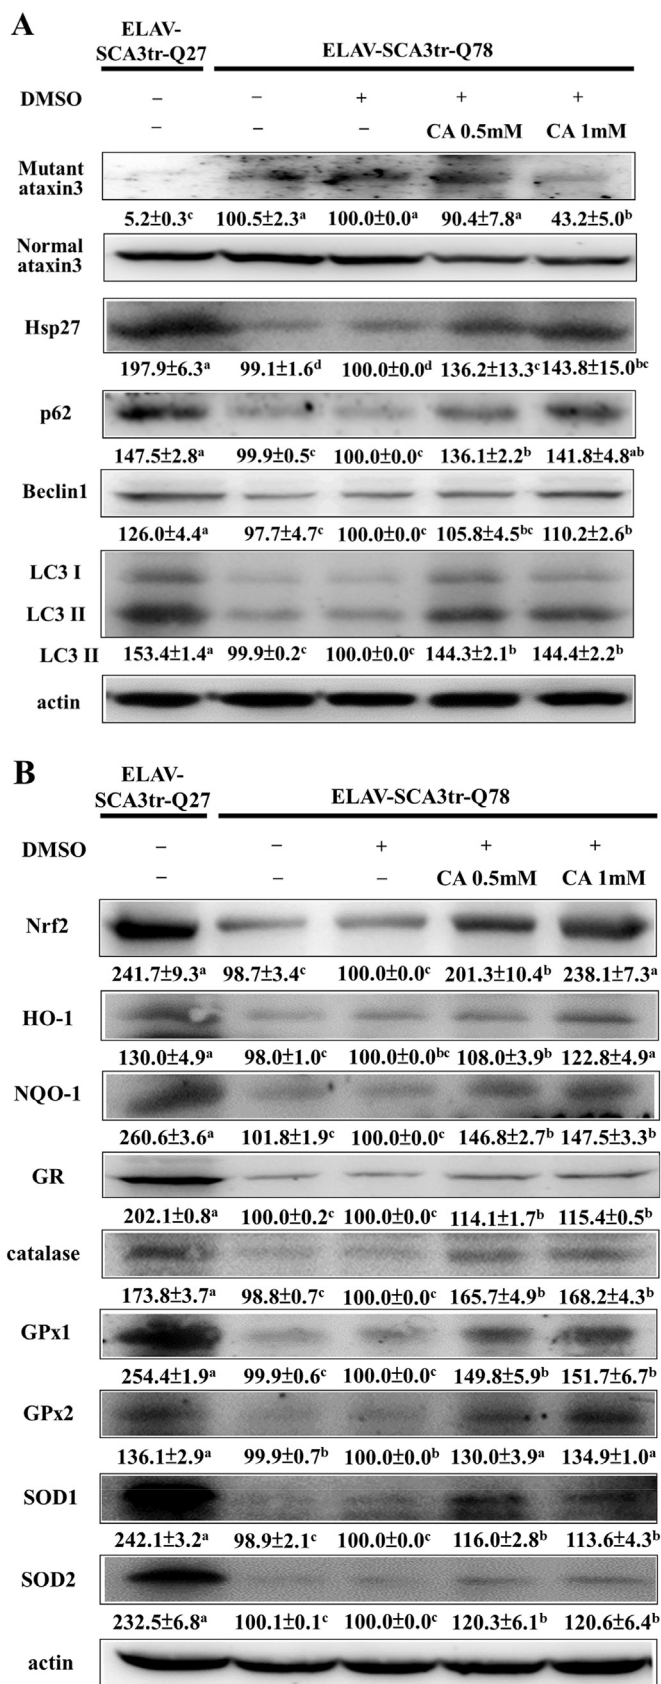 A
ELAV-
SCA3tr-Q27
ELAV-SCA3tr-Q78
DMSO – – + + +
– – – CA 0.5mM CA 1mM
Mutant
ataxin3
5.2±0.3c 100.5±2.3a 100.0±0.0a 90.4±7.8a 43.2±5.0b
Normal
ataxin3
Hsp27
197.9±6.3a 99.1±1.6d 100.0±0.0d 136.2±13.3c 143.8±15.0bc
p62
147.5±2.8a 99.9±0.5c 100.0±0.0c 136.1±2.2b 141.8±4.8ab
Beclin1
126.0±4.4a 97.7±4.7c 100.0±0.0c 105.8±4.5bc 110.2±2.6b
LC3 I
LC3 II
LC3 II 153.4±1.4a 99.9±0.2c 100.0±0.0c 144.3±2.1b 144.4±2.2b
actin
B
ELAV-
SCA3tr-Q27
ELAV-SCA3tr-Q78
DMSO – – + + +
– – – CA 0.5mM CA 1mM
Nrf2
241.7±9.3a 98.7±3.4c 100.0±0.0c 201.3±10.4b 238.1±7.3a
HO-1
130.0±4.9a 98.0±1.0c 100.0±0.0bc 108.0±3.9b 122.8±4.9a
NQO-1
260.6±3.6a 101.8±1.9c 100.0±0.0c 146.8±2.7b 147.5±3.3b
GR
202.1±0.8a 100.0±0.2c 100.0±0.0c 114.1±1.7b 115.4±0.5b
catalase
173.8±3.7a 98.8±0.7c 100.0±0.0c 165.7±4.9b 168.2±4.3b
GPx1
254.4±1.9a 99.9±0.6c 100.0±0.0c 149.8±5.9b 151.7±6.7b
GPx2
136.1±2.9a 99.9±0.7b 100.0±0.0b 130.0±3.9a 134.9±1.0a
SOD1
242.1±3.2a 98.9±2.1c 100.0±0.0c 116.0±2.8b 113.6±4.3b
SOD2
232.5±6.8a 100.1±0.1c 100.0±0.0c 120.3±6.1b 120.6±6.4b
actin